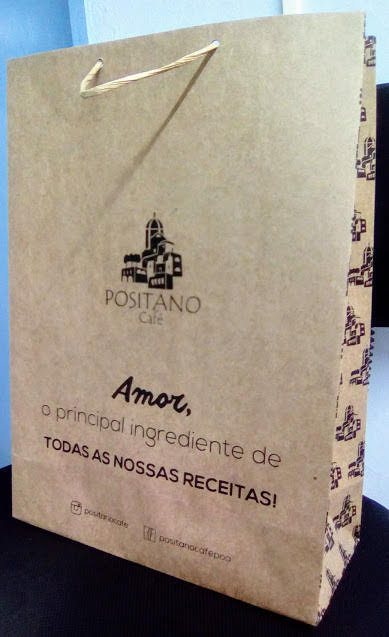 POSITANO
Café
Amor,
o principal ingrediente de
TODAS AS NOSSAS RECEITAS!
positanocafe
positanocafepoa